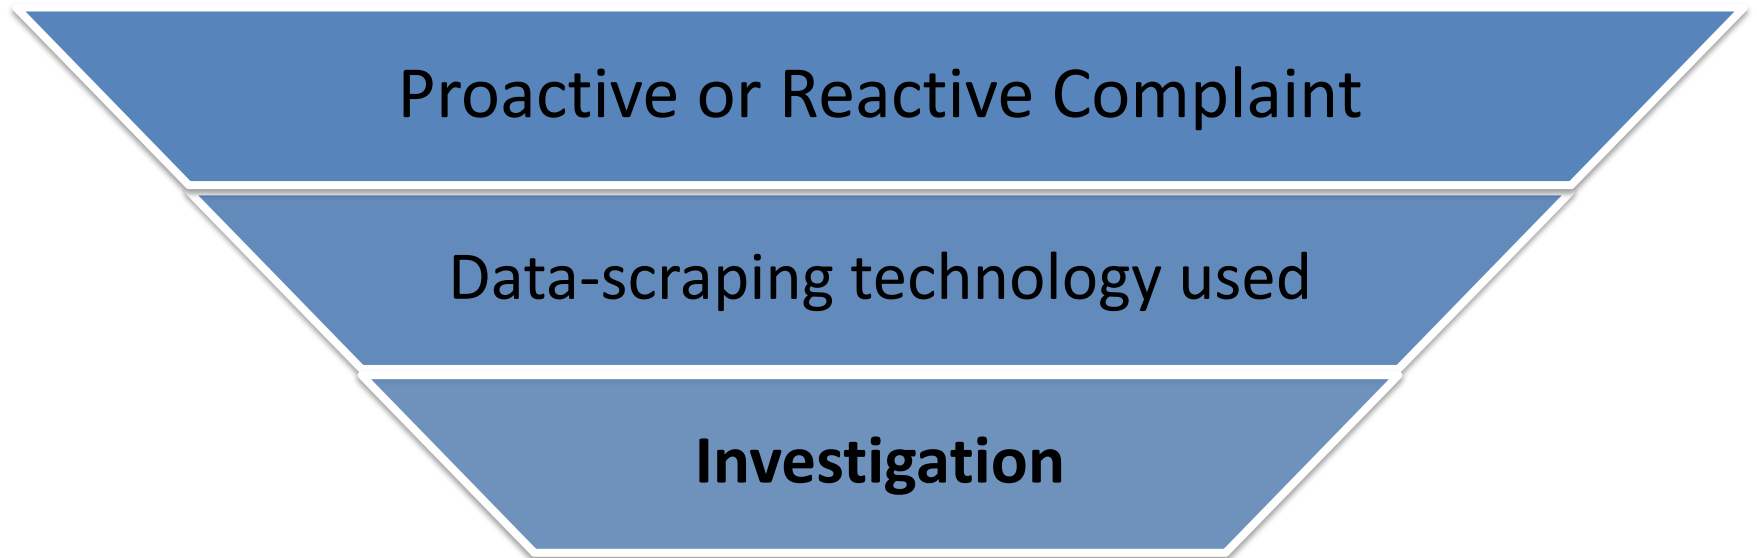 Proactive or Reactive Complaint
Data-scraping technology used
Investigation